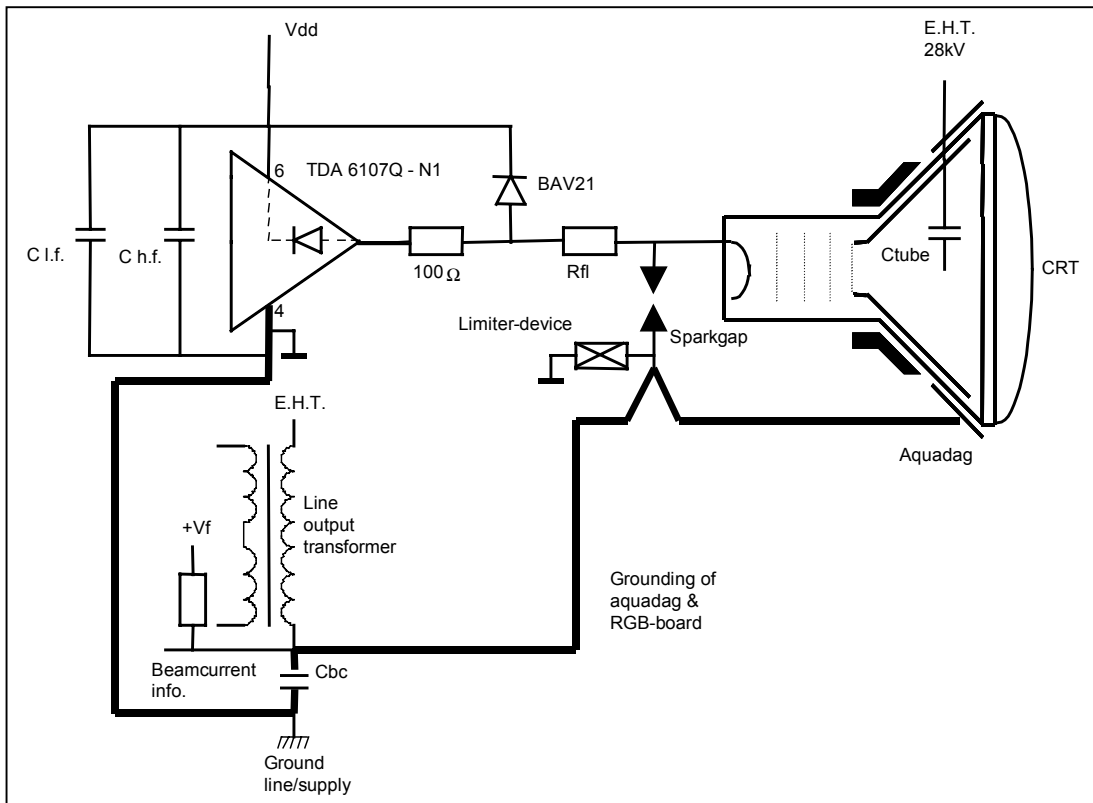 Vdd
E.H.T.
28kV
6
TDA 6107Q - N1
BAV21
C l.f.
C h.f.
100Ω
Rfl
Ctube
CRT
4
Limiter-device
Sparkgap
E.H.T.
Aquadag
Line
output
transformer
+Vf
Grounding of
aquadag &
RGB-board
Beamcurrent
info.
Cbc
Ground
line/supply